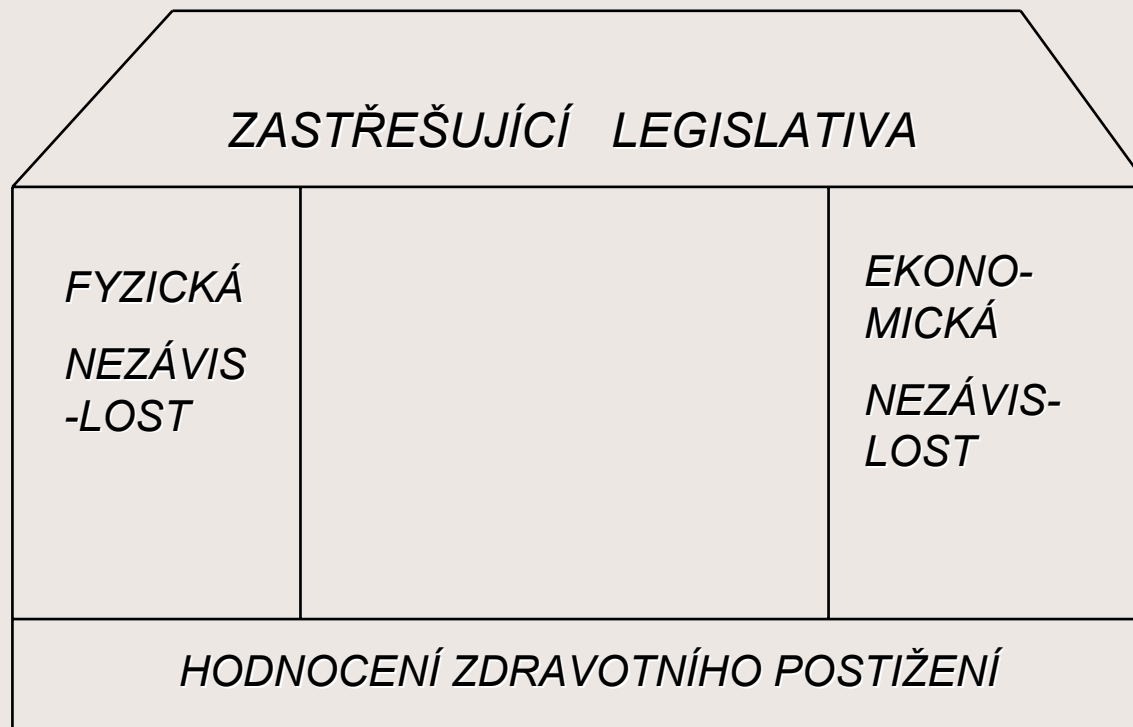 ZASTŘEŠUJÍCÍ LEGISLATIVA
FYZICKÁ
NEZÁVIS
-LOST
EKONO-
MICKÁ
NEZÁVIS-
LOST
HODNOCENÍ ZDRAVOTNÍHO POSTIŽENÍ